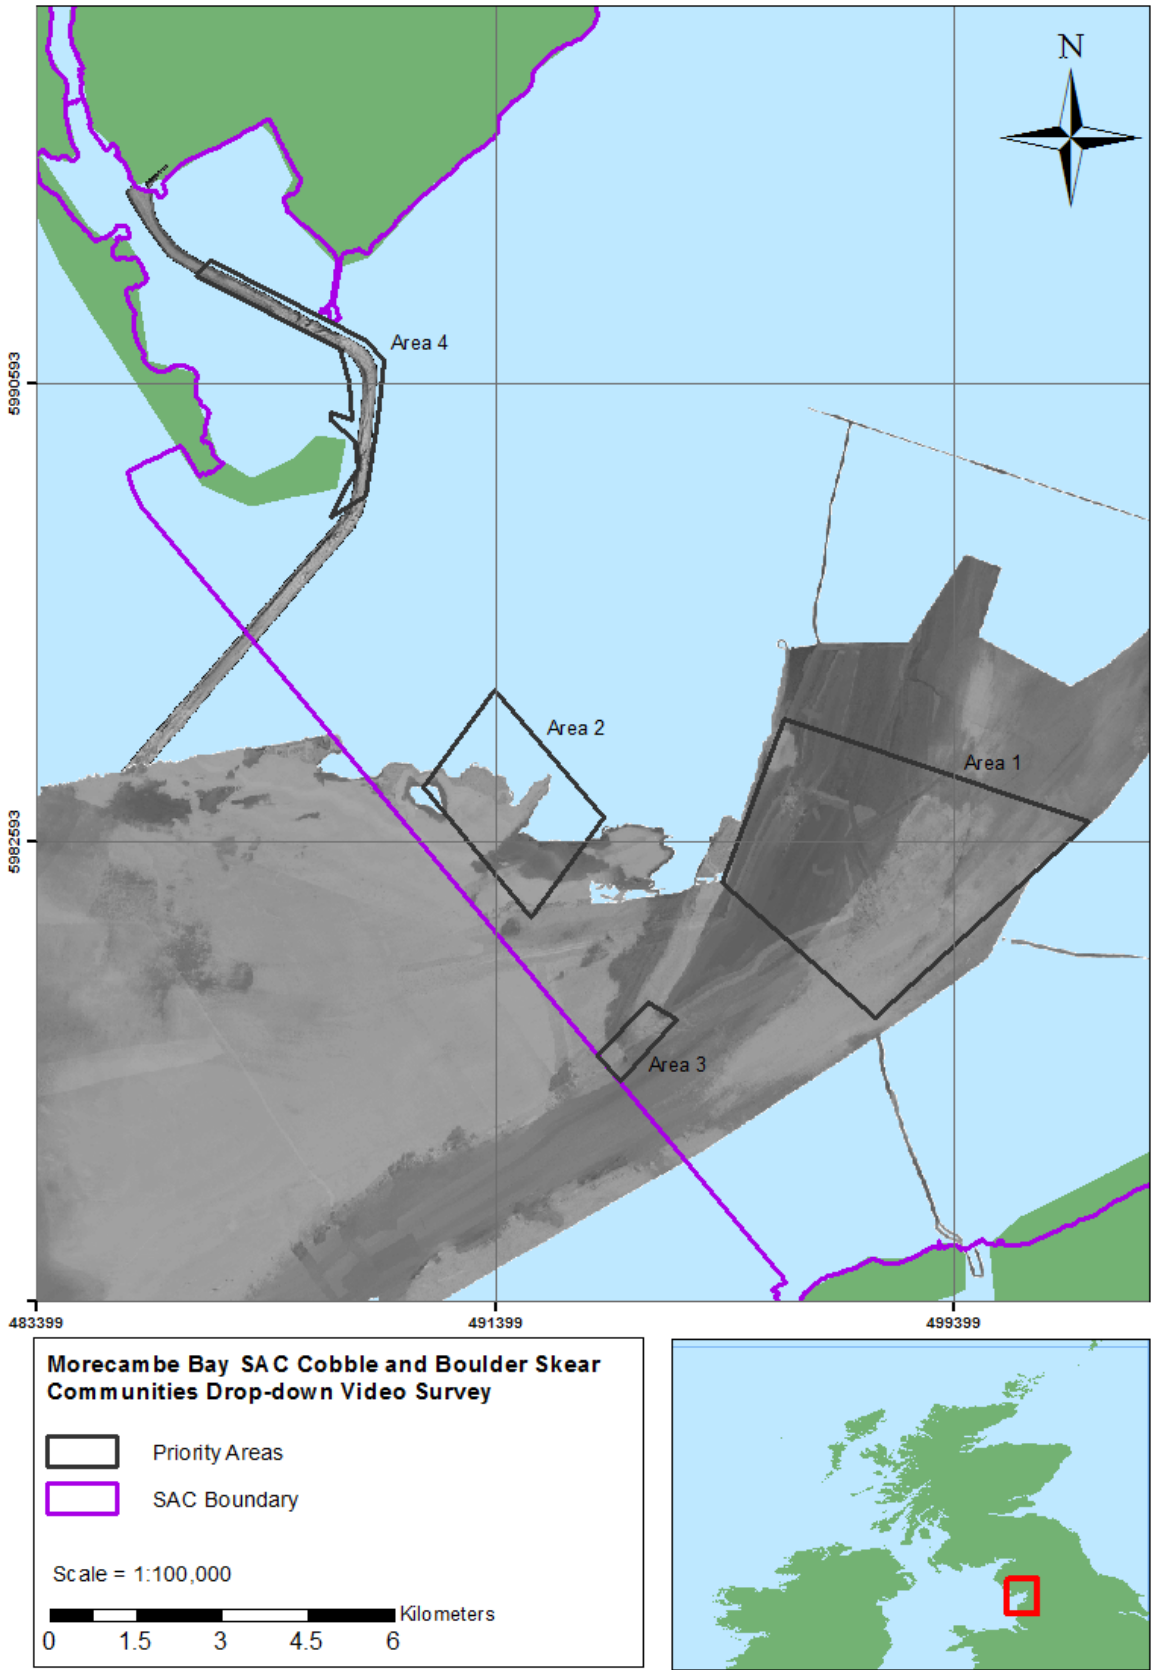 N
Area 4
5990593
Area 2
Area 1
5982593
Area 3
483399
491399
499399
Morecambe Bay SAC Cobble and Boulder Skear
Communities Drop-down Video Survey
Priority Areas
SAC Boundary
Scale = 1:100,000
Kilometers
0 1.5 3 4.5 6